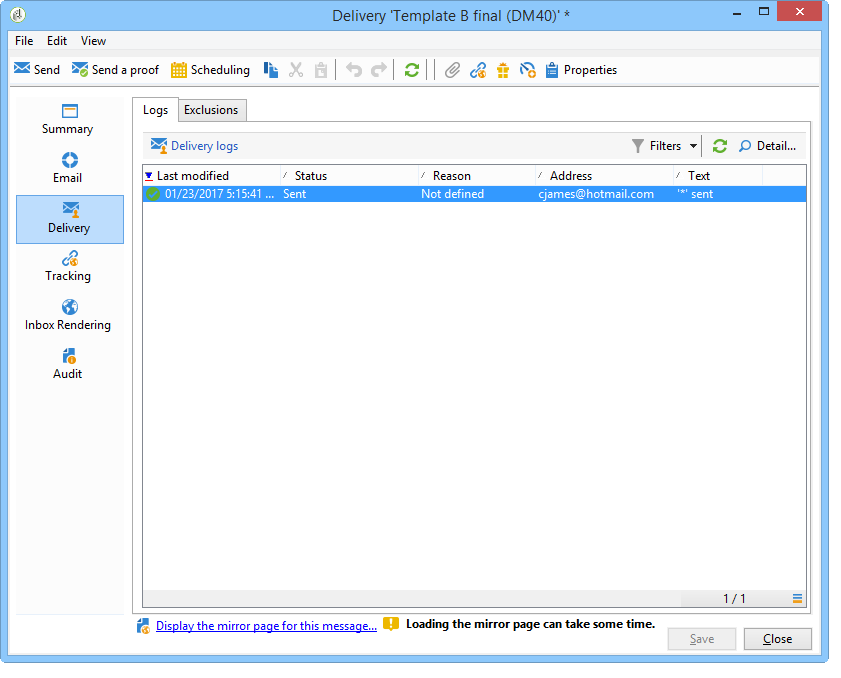 Delivery 'Template B final (DM40)' *
File Edit View
Send Send a proof Scheduling Properties
Summary
Email
Delivery
Tracking
Inbox Rendering
Audit
Logs Exclusions
Delivery logs Filters Detail...
Last modified Status Reason Address Text
01/23/2017 5:15:41 ... Sent Not defined cjames@hotmail.com '*' sent
1 / 1
Display the mirror page for this message... Loading the mirror page can take some time.
Save Close